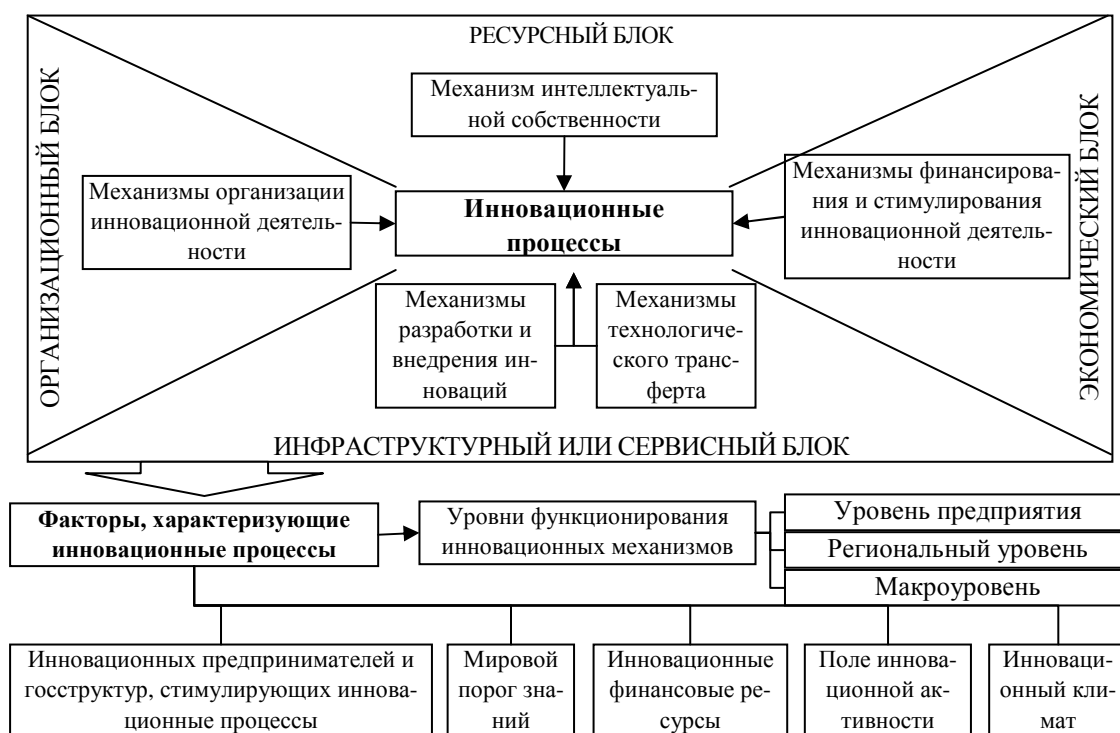 РЕСУРСНЫЙ БЛОК
ОРГАНИЗАЦИОННЫЙ БЛОК
ЭКОНОМИЧЕСКИЙ БЛОК
Механизм интеллектуаль-
ной собственности
Механизмы организации
инновационной деятель-
ности
Инновационные
процессы
Механизмы финансирова-
ния и стимулирования
инновационной деятель-
ности
Механизмы
разработки и
внедрения ин-
новаций
Механизмы
технологиче-
ского транс-
ферта
ИНФРАСТРУКТУРНЫЙ ИЛИ СЕРВИСНЫЙ БЛОК
Факторы, характеризующие
инновационные процессы
Уровни функционирования
инновационных механизмов
Уровень предприятия
Региональный уровень
Макроуровень
Инновационных предпринимателей и
госструктур, стимулирующих иннова-
ционные процессы
Мировой
порог зна-
ний
Инновационные
финансовые ре-
сурсы
Поле иннова-
ционной ак-
тивности
Инноваци-
онный кли-
мат